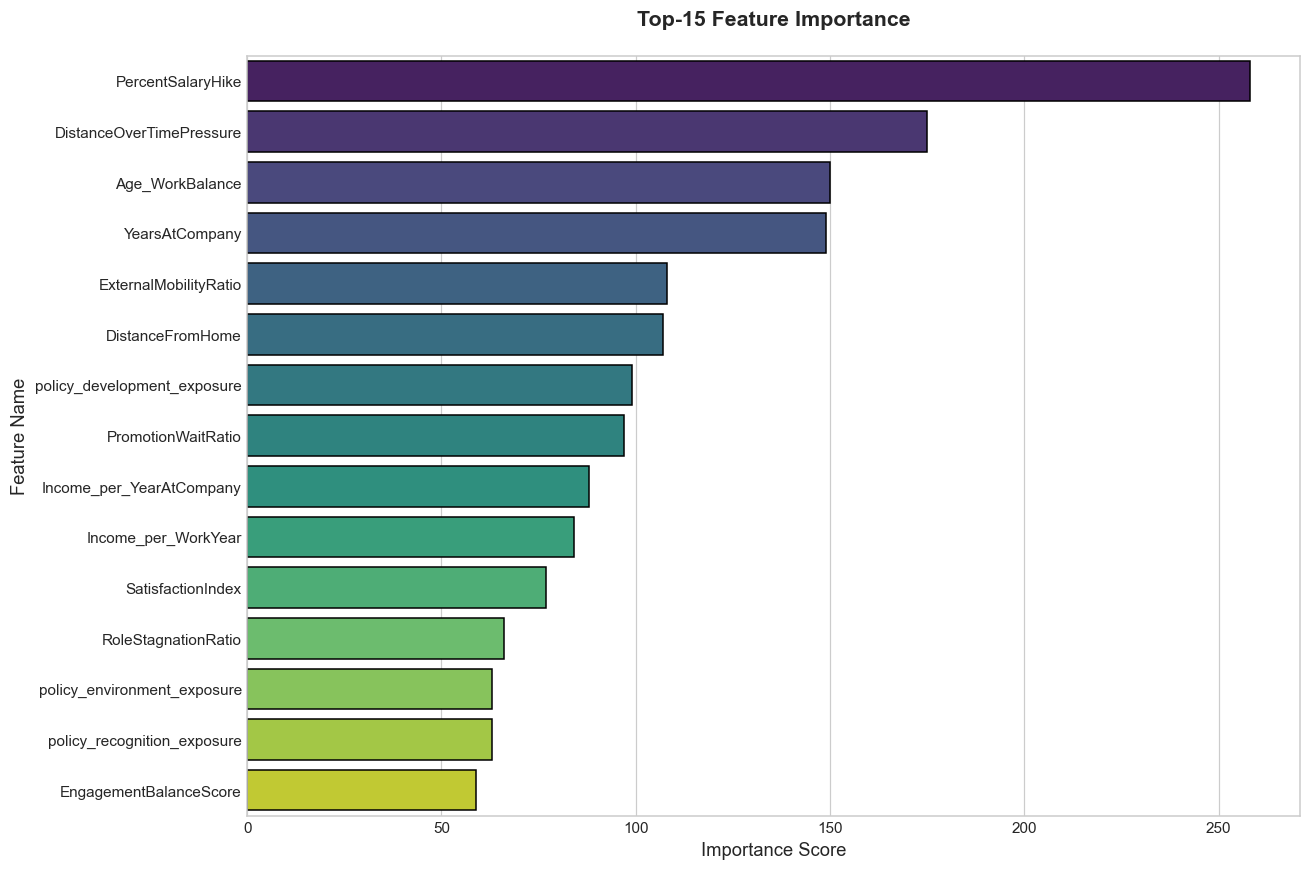 Top-15 Feature Importance
PercentSalaryHike
DistanceOverTimePressure
Age_WorkBalance
YearsAtCompany
ExternalMobilityRatio
DistanceFromHome
policy_development_exposure
PromotionWaitRatio
Income_per_YearAtCompany
Income_per_WorkYear
SatisfactionIndex
RoleStagnationRatio
policy_environment_exposure
policy_recognition_exposure
EngagementBalanceScore
Feature Name
0 50 100 150 200 250
Importance Score